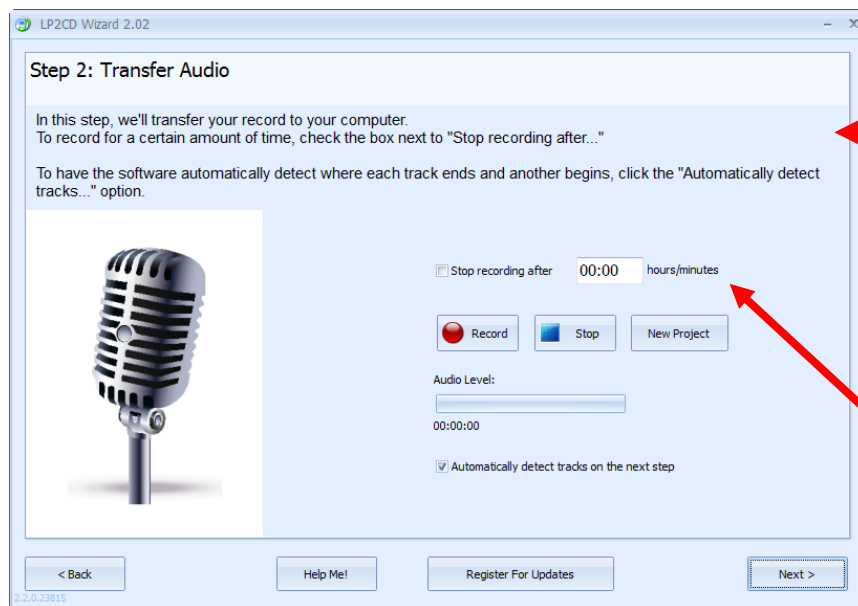 LP2CD Wizard 2.02
Step 2: Transfer Audio
In this step, we'll transfer your record to your computer.
To record for a certain amount of time, check the box next to "Stop recording after..."
To have the software automatically detect where each track ends and another begins, click the "Automatically detect
tracks..." option.
Stop recording after 00:00 hours/minutes
Record Stop New Project
Audio Level:
00:00:00
Automatically detect tracks on the next step
< Back Help Me! Register For Updates Next >
2.2.0.23815